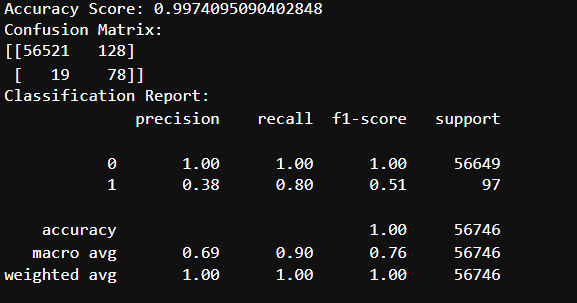 Accuracy Score: 0.9974095090402848
Confusion Matrix:
[[56521   128]
 [   19    78]]
Classification Report:
              precision    recall  f1-score   support

           0       1.00      1.00      1.00     56649
           1       0.38      0.80      0.51        97

    accuracy                           1.00     56746
   macro avg       0.69      0.90      0.76     56746
weighted avg       1.00      1.00      1.00     56746